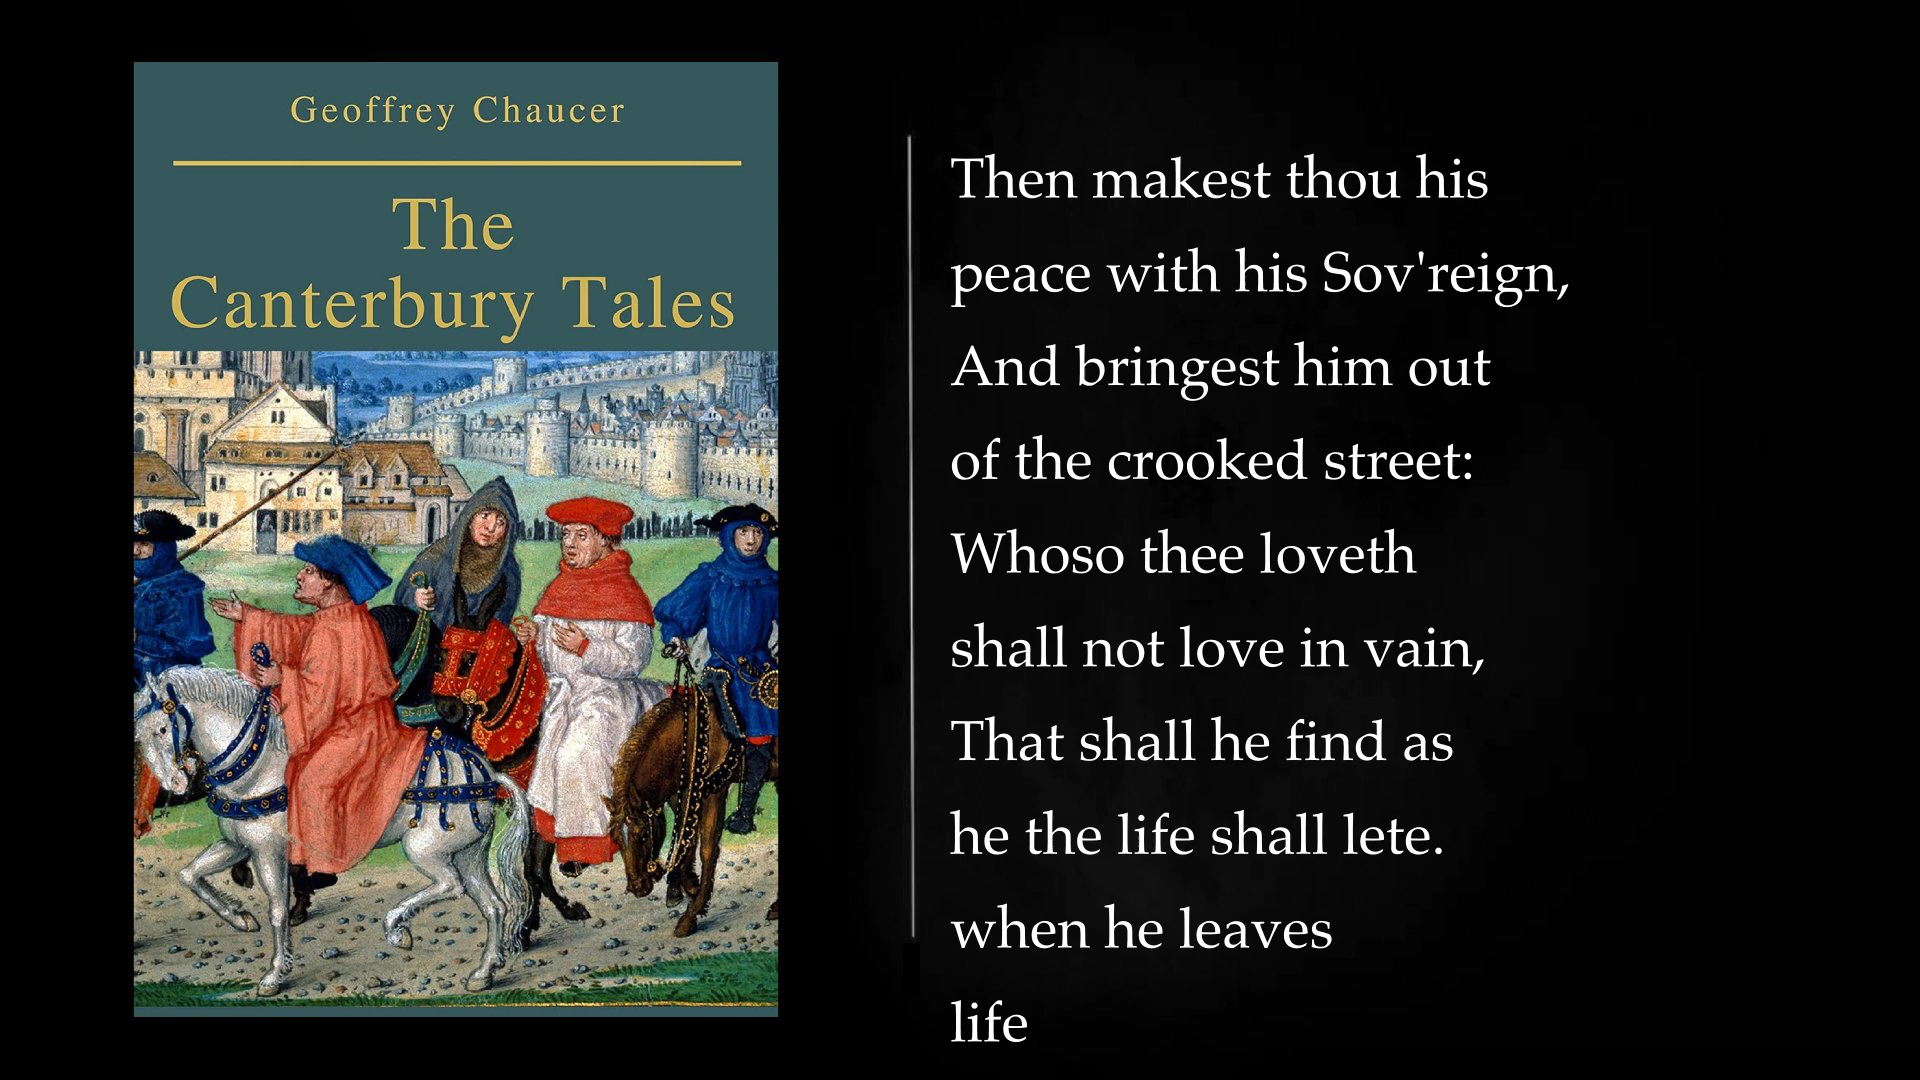 Geoffrey Chaucer
The
Canterbury Tales
Then makest thou his
peace with his Sov'reign,
And bringest him out
of the crooked street:
Whoso thee loveth
shall not love in vain,
That shall he find as
he the life shall lete.
when he leaves
life